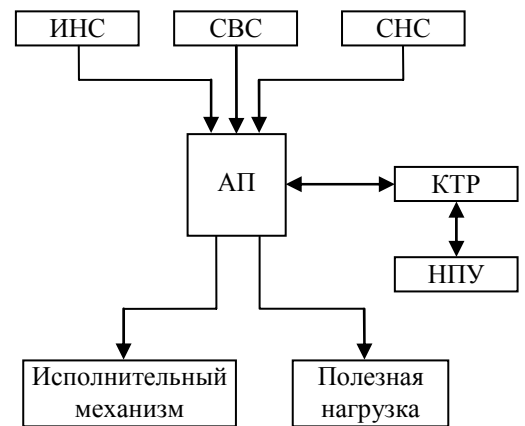 ИНС
СВС
СНС
АП
КТР
НПУ
Исполнительный
механизм
Полезная
нагрузка